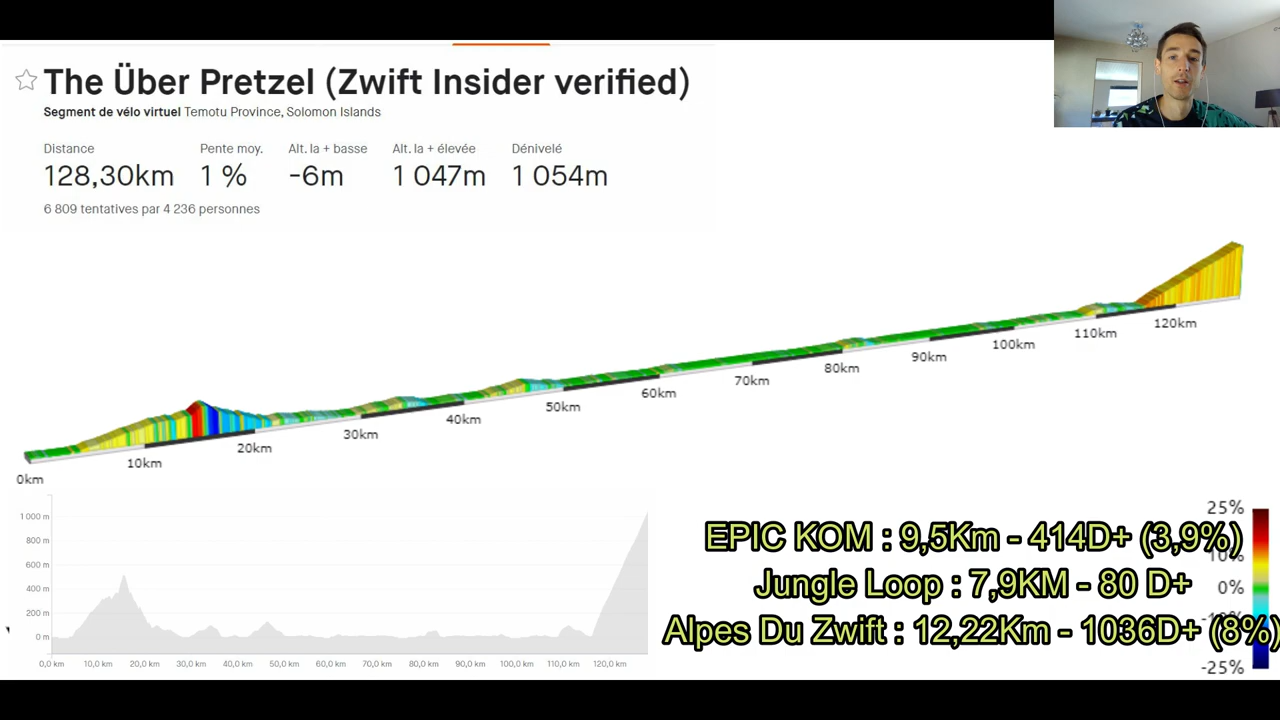 The Über Pretzel (Zwift Insider verified)
Segment de vélo virtuel Temotu Province, Solomon Islands
Distance Pente moy. Alt. la + basse Alt. la + élevée Dénivelé
128,30km 1 % -6m 1 047m 1 054m
6 809 tentatives par 4 236 personnes
0km 10km 20km 30km 40km 50km 60km 70km 80km 90km 100km 110km 120km
1 000 m
800 m
600 m
400 m
200 m
0 m
0,0 km 10,0 km 20,0 km 30,0 km 40,0 km 50,0 km 60,0 km 70,0 km 80,0 km 90,0 km 100,0 km 110,0 km 120,0 km
25%
EPIC KOM : 9,5Km - 414D+ (3,9%)
10%
Jungle Loop : 7,9KM - 80 D+
0%
-10%
Alpes Du Zwift : 12,22Km - 1036D+ (8%)
-25%